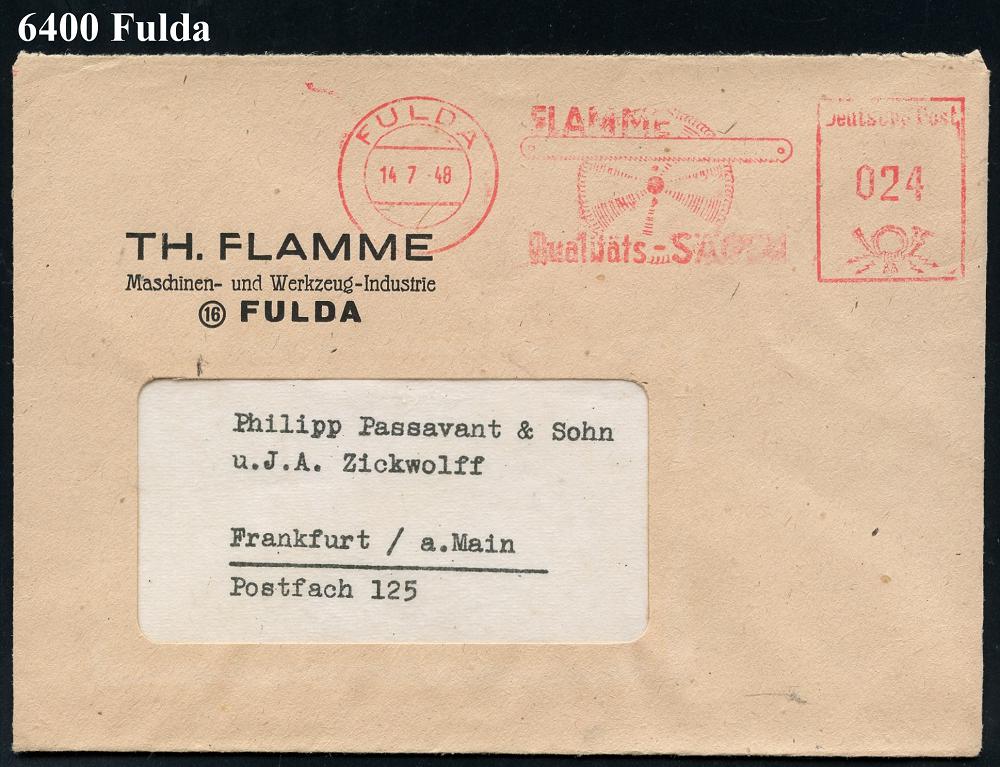 6400 Fulda
FULDA
14 7 48
FLAMME
Qualitäts-SÄGEN
Deutsche Post
024
TH. FLAMME
Maschinen- und Werkzeug-Industrie
16 FULDA
Philipp Passavant & Sohn
u.J.A. Zickwolff
Frankfurt / a.Main
Postfach 125